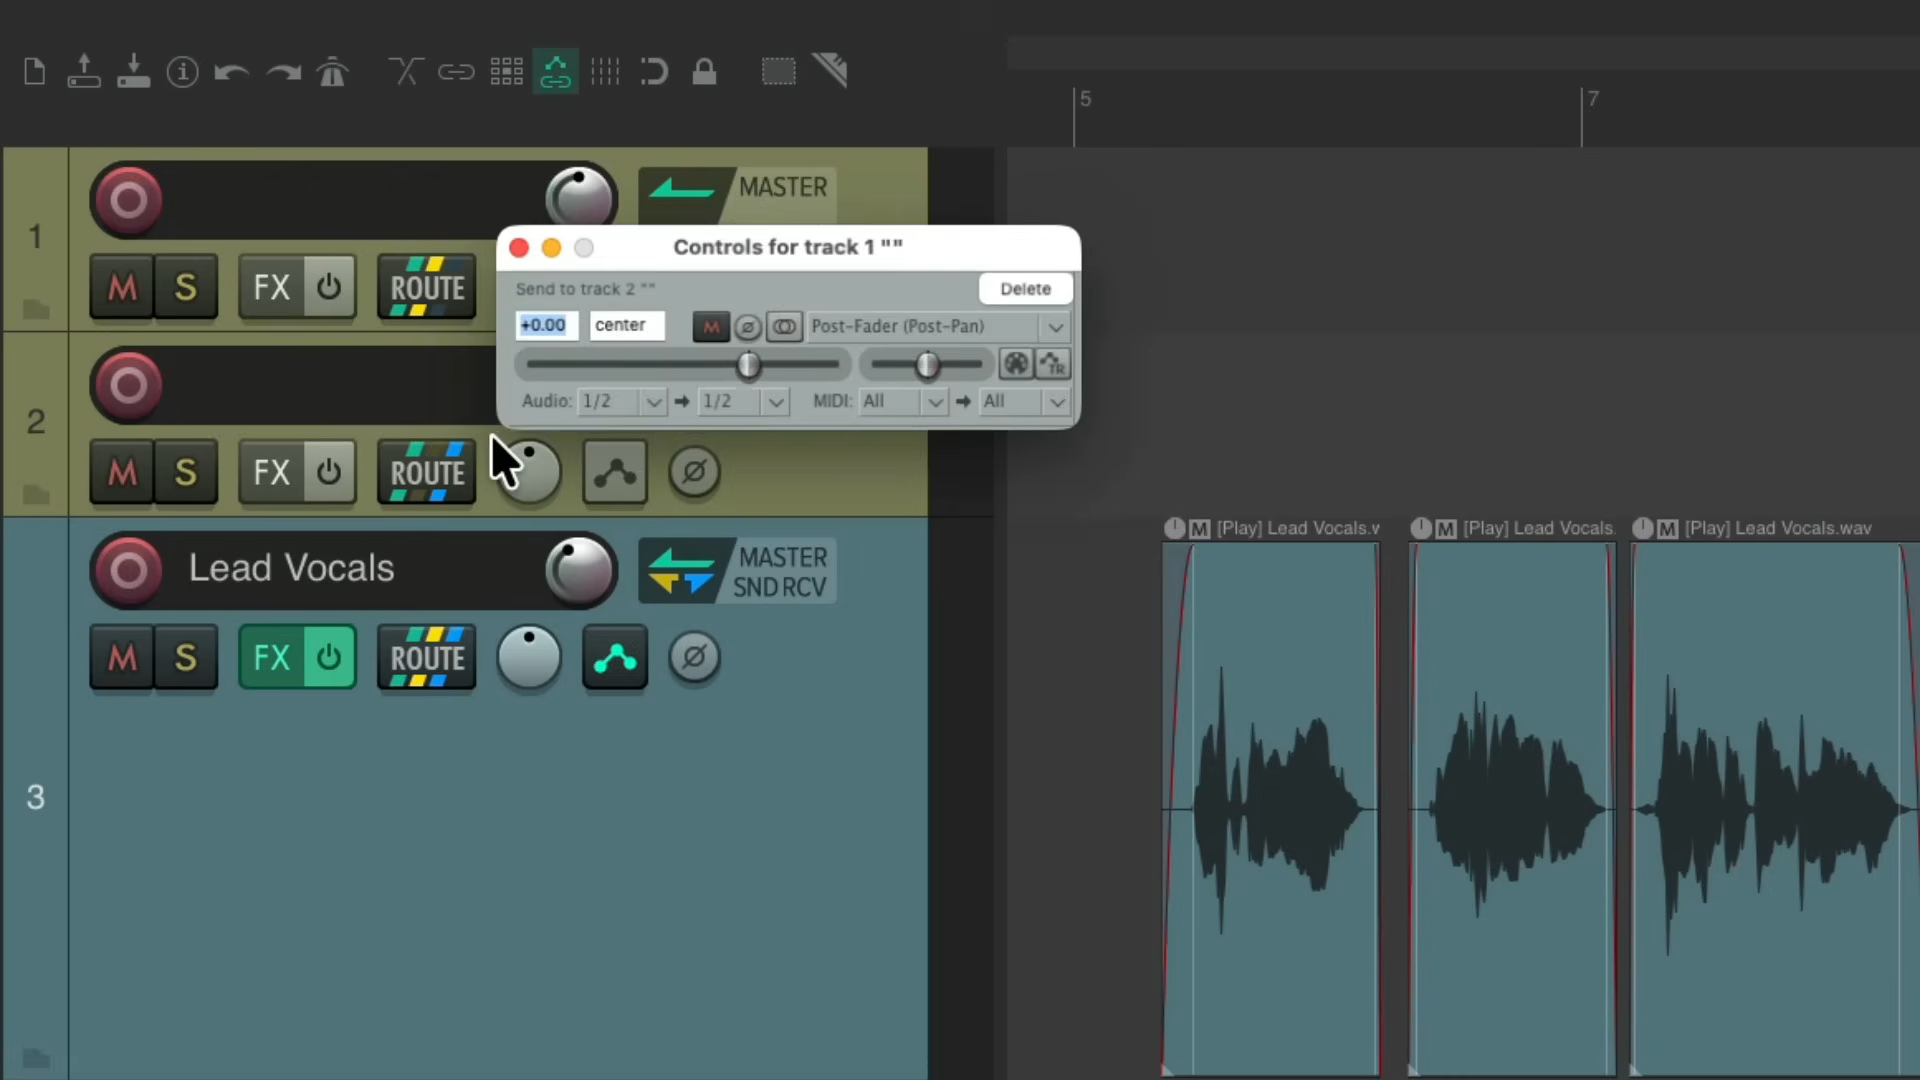 5
7
1
MASTER
M S FX ROUTE
Controls for track 1 ""
Send to track 2 ""
Delete
+0.00
center
M
Post-Fader (Post-Pan)
TR
Audio: 1/2 1/2 MIDI: All All
2
M S FX ROUTE
3
Lead Vocals
MASTER
SND RCV
M S FX ROUTE
M [Play] Lead Vocals.w
M [Play] Lead Vocals.
M [Play] Lead Vocals.wav